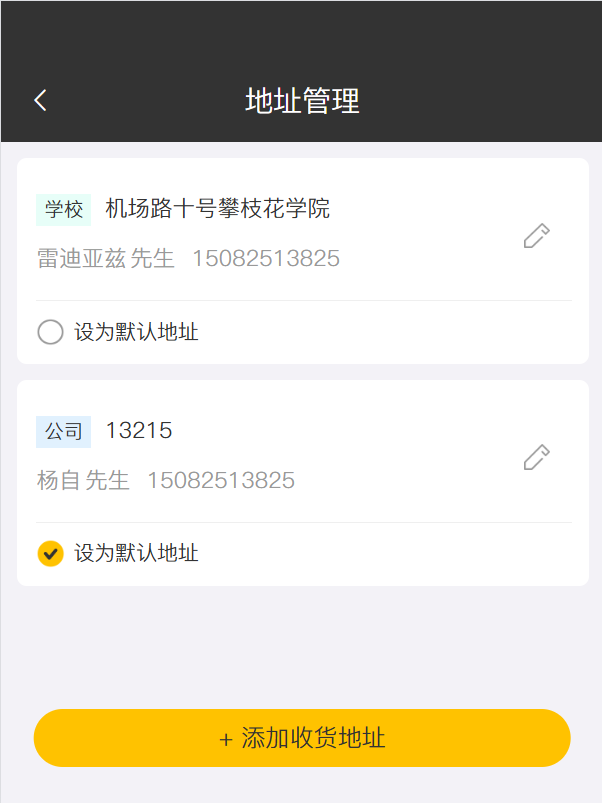 地址管理
学校 机场路十号攀枝花学院
雷迪亚兹 先生 15082513825
设为默认地址
公司 13215
杨自 先生 15082513825
设为默认地址
+ 添加收货地址